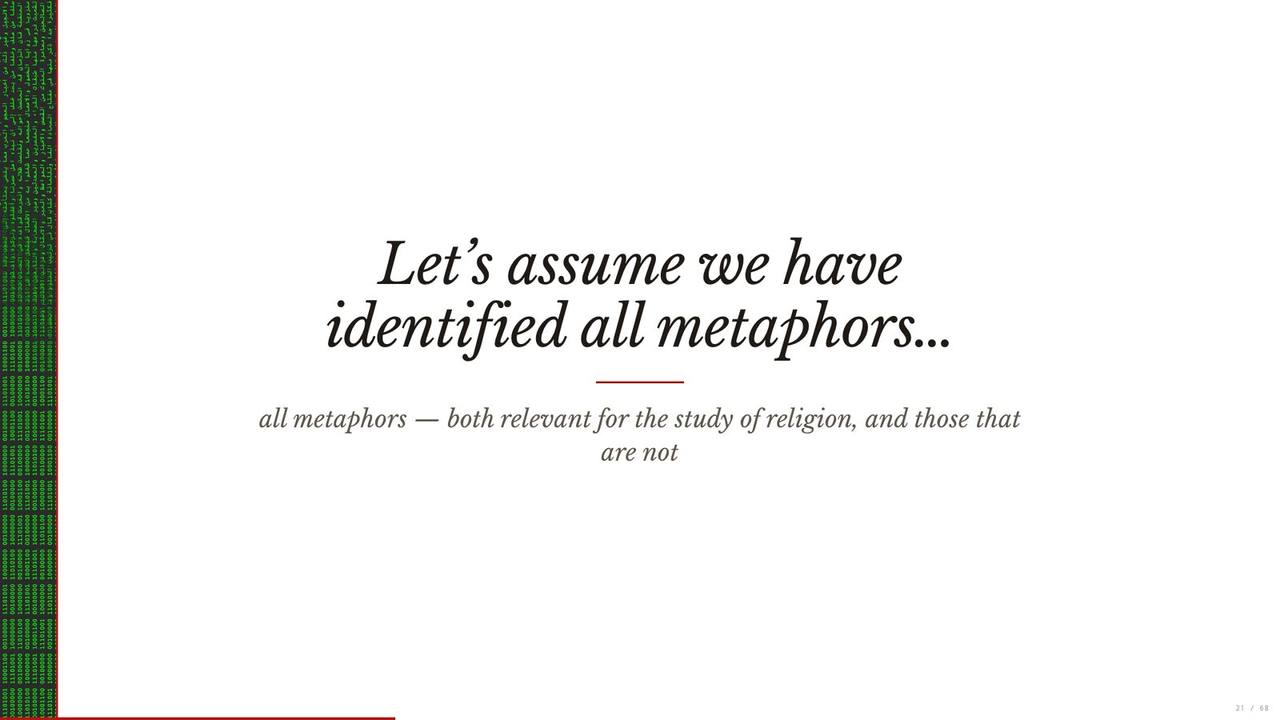 Let’s assume we have
identified all metaphors...
all metaphors — both relevant for the study of religion, and those that
are not
21 / 68